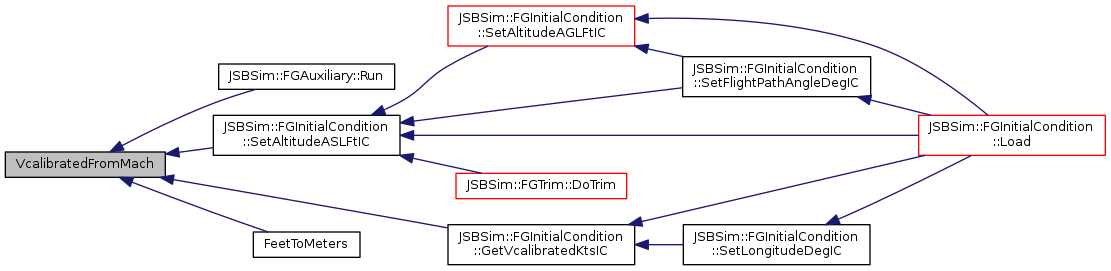 VcalibratedFromMach
JSBSim::FGAuxiliary::Run
JSBSim::FGInitialCondition
::SetAltitudeASLFtIC
JSBSim::FGInitialCondition
::SetAltitudeAGLFtIC
JSBSim::FGInitialCondition
::SetFlightPathAngleDegIC
JSBSim::FGInitialCondition
::Load
JSBSim::FGTrim::DoTrim
JSBSim::FGInitialCondition
::GetVcalibratedKtsIC
JSBSim::FGInitialCondition
::SetLongitudeDegIC
FeetToMeters